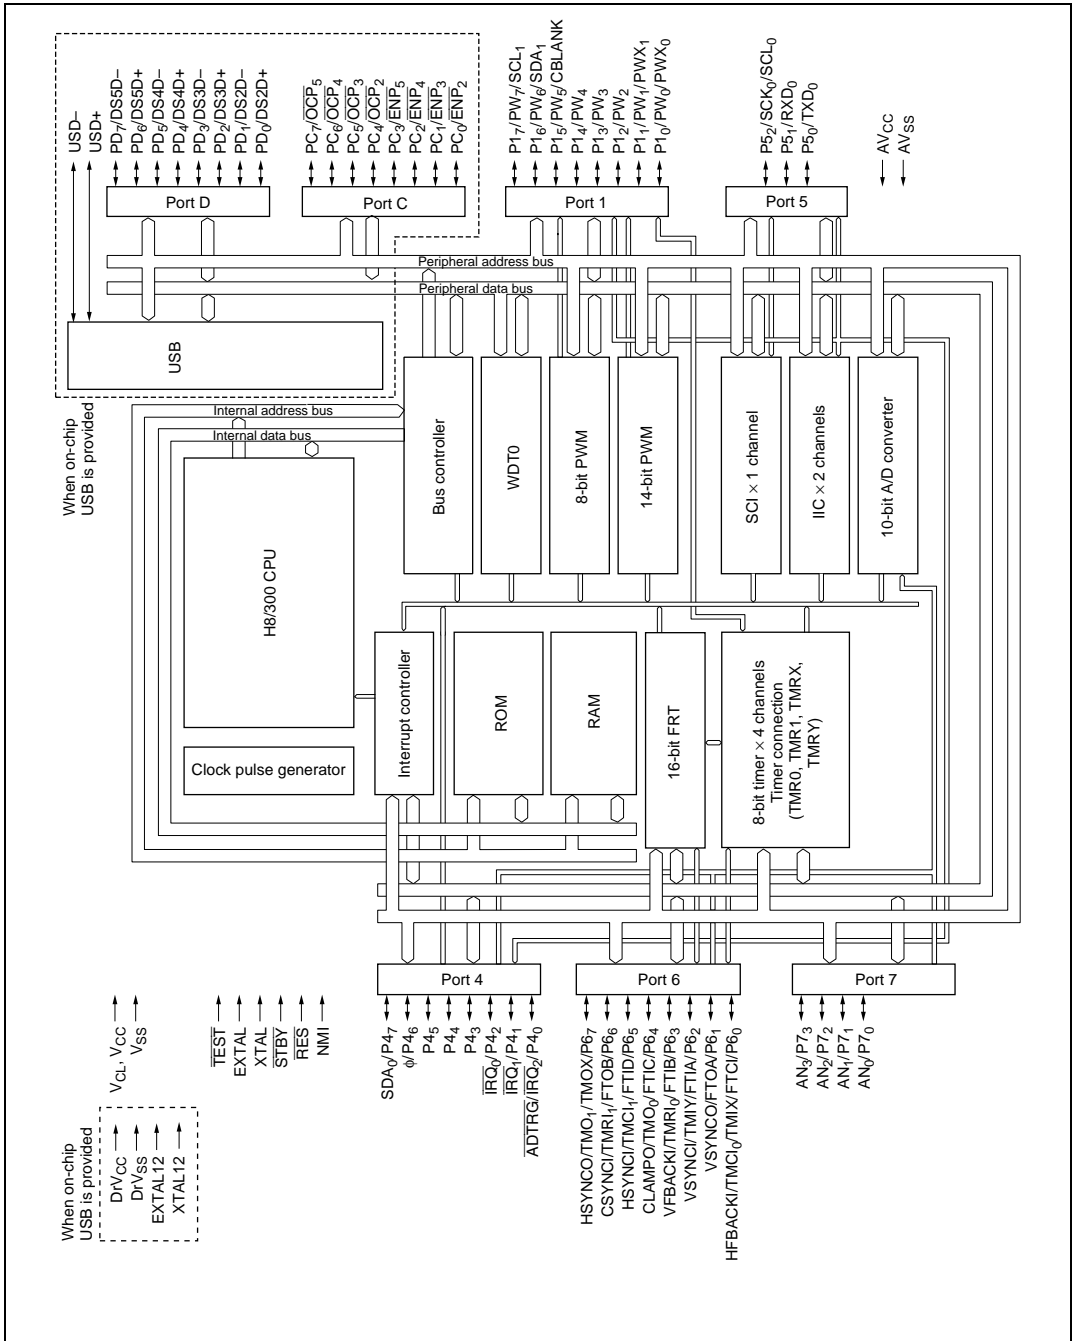 USD–
USD+
PD7/DS5D–
PD6/DS5D+
PD5/DS4D–
PD4/DS4D+
PD3/DS3D–
PD2/DS3D+
PD1/DS2D–
PD0/DS2D+
PC7/OCP5
PC6/OCP4
PC5/OCP3
PC4/OCP2
PC3/ENP5
PC2/ENP4
PC1/ENP3
PC0/ENP2
P17/PW7/SCL1
P16/PW6/SDA1
P15/PW5/CBLANK
P14/PW4
P13/PW3
P12/PW2
P11/PW1/PWX1
P10/PW0/PWX0
P52/SCK0/SCL0
P51/RXD0
P50/TXD0
AVCC
AVSS
Port D
Port C
Port 1
Port 5
Peripheral address bus
Peripheral data bus
USB
When on-chip
USB is provided
Internal address bus
Internal data bus
Bus controller
WDT0
8-bit PWM
14-bit PWM
SCI × 1 channel
IIC × 2 channels
10-bit A/D converter
H8/300 CPU
Clock pulse generator
Interrupt controller
ROM
RAM
16-bit FRT
8-bit timer × 4 channels
Timer connection
(TMR0, TMR1, TMRX,
TMRY)
Port 4
Port 6
Port 7
VCL, VCC
VSS
TEST
EXTAL
XTAL
STBY
RES
NMI
SDA0/P47
ϕ/P46
P45
P44
P43
IRQ0/P42
IRQ1/P41
ADTRG/IRQ2/P40
HSYNCO/TMO1/TMOX/P67
CSYNCI/TMRI1/FTOB/P66
HSYNCI/TMCI1/FTID/P65
CLAMPO/TMO0/FTIC/P64
VFBACKI/TMRI0/FTIB/P63
VSYNCI/TMIY/FTIA/P62
VSYNCO/FTOA/P61
HFBACKI/TMCI0/TMIX/FTCI/P60
AN3/P73
AN2/P72
AN1/P71
AN0/P70
When on-chip
USB is provided
DrVCC
DrVSS
EXTAL12
XTAL12